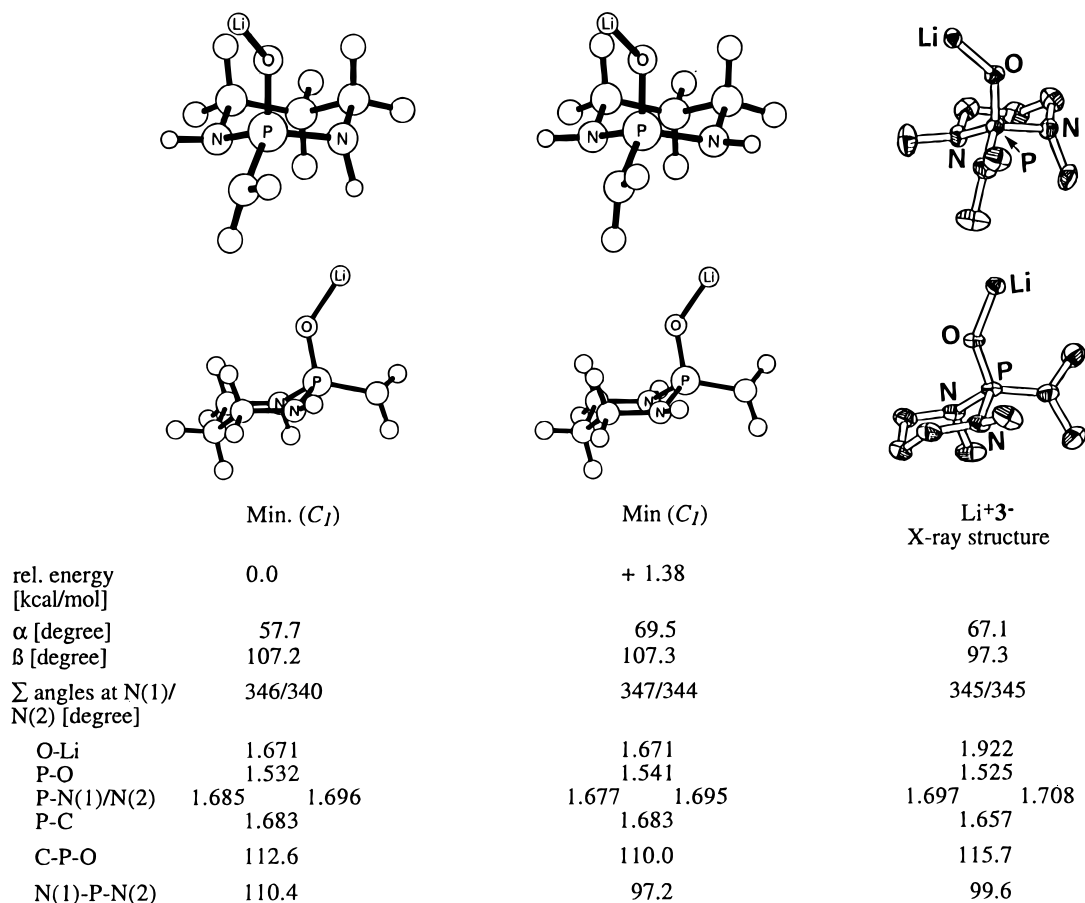 Li
O
P
N
N
Li
O
P
N
N
Li
O
N
N
P
Li
O
P
N
N
Li
O
P
N
N
Li
O
P
N
N
Min. (C1)
Min (C1)
Li+3-
X-ray structure
rel. energy
[kcal/mol]
0.0
+ 1.38
α [degree]
57.7
69.5
67.1
ß [degree]
107.2
107.3
97.3
Σ angles at N(1)/
N(2) [degree]
346/340
347/344
345/345
O-Li
1.671
1.671
1.922
P-O
1.532
1.541
1.525
P-N(1)/N(2)
1.685
1.696
1.677
1.695
1.697
1.708
P-C
1.683
1.683
1.657
C-P-O
112.6
110.0
115.7
N(1)-P-N(2)
110.4
97.2
99.6